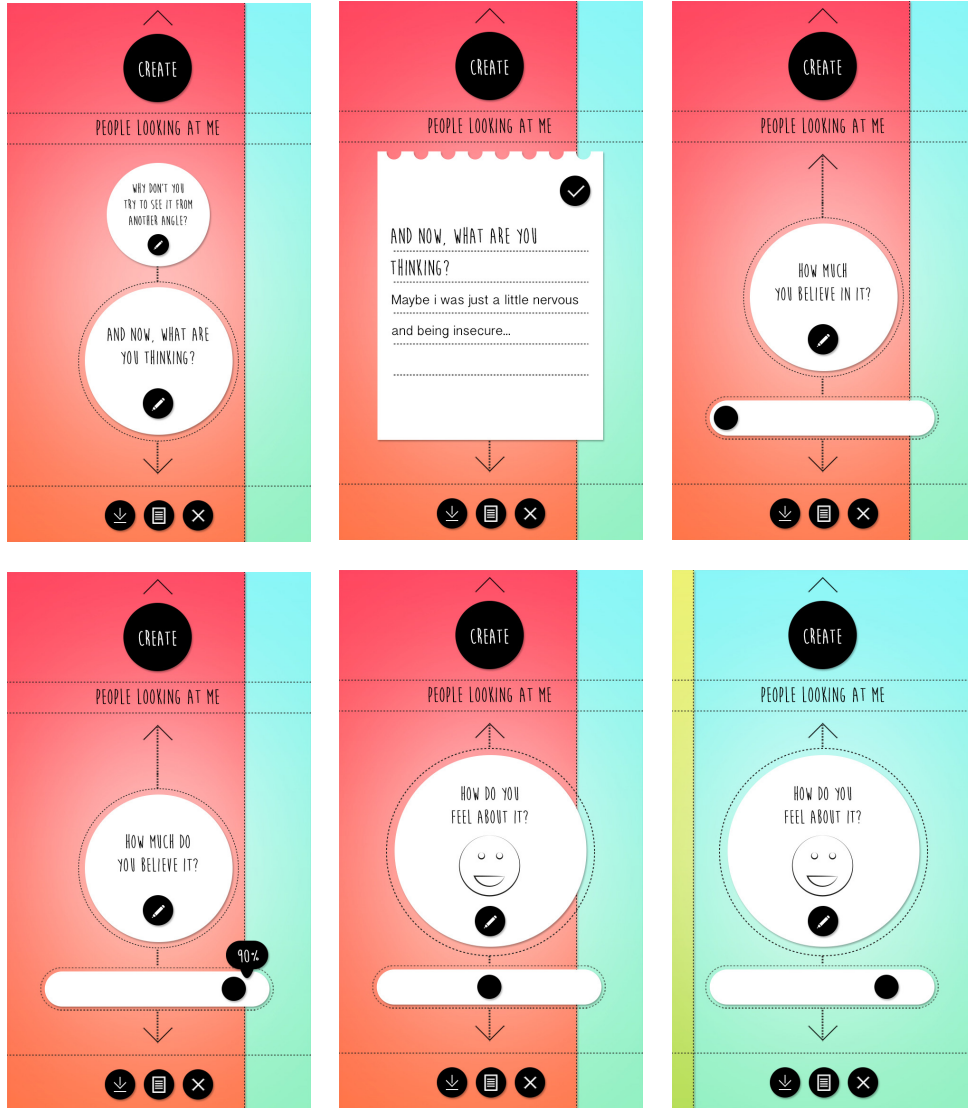 CREATE
PEOPLE LOOKING AT ME
WHY DON'T YOU
TRY TO SEE IT FROM
ANOTHER ANGLE?
AND NOW, WHAT ARE
YOU THINKING?
CREATE
PEOPLE LOOKING AT ME
AND NOW, WHAT ARE YOU
THINKING?
Maybe i was just a little nervous
and being insecure...
CREATE
PEOPLE LOOKING AT ME
HOW MUCH
YOU BELIEVE IN IT?
CREATE
PEOPLE LOOKING AT ME
HOW MUCH DO
YOU BELIEVE IT?
90%
CREATE
PEOPLE LOOKING AT ME
HOW DO YOU
FEEL ABOUT IT?
CREATE
PEOPLE LOOKING AT ME
HOW DO YOU
FEEL ABOUT IT?